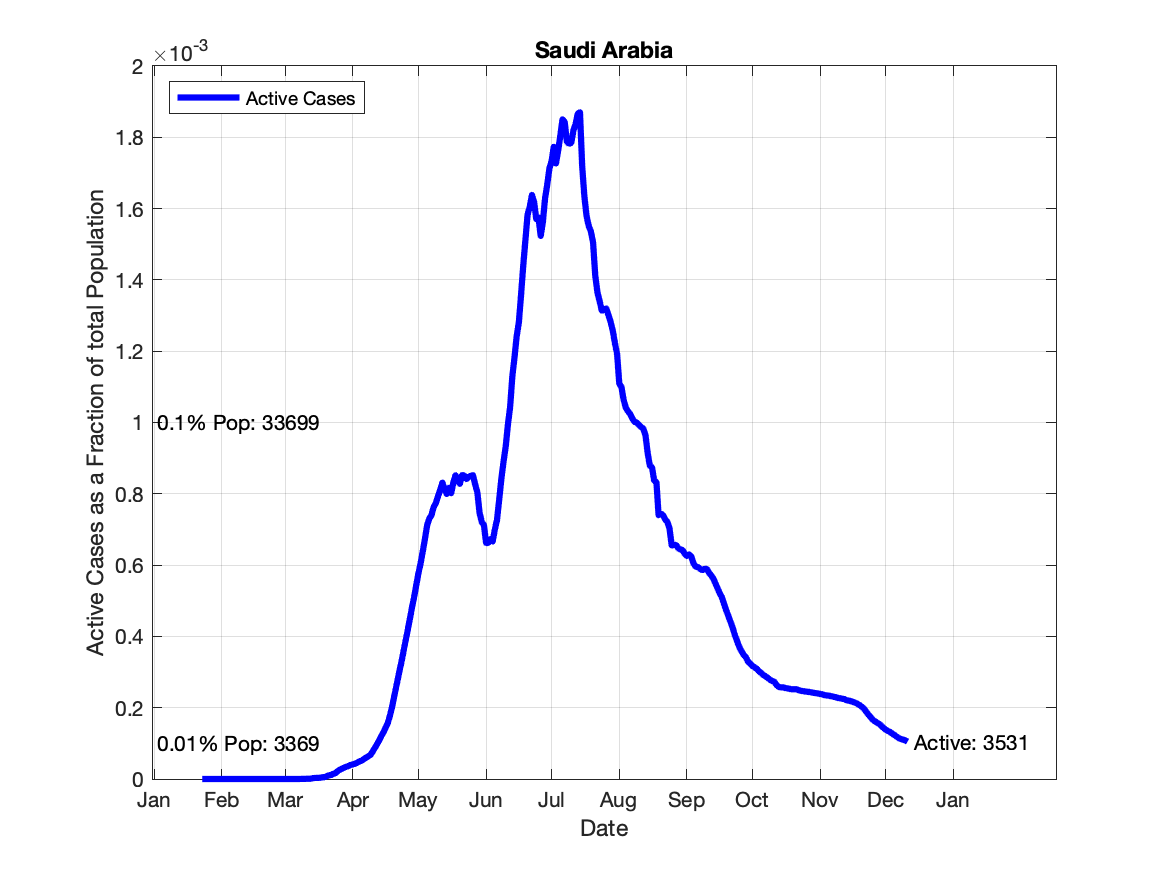 Saudi Arabia
×10-3
2
1.8
1.6
1.4
1.2
1
0.8
0.6
0.4
0.2
0
Active Cases
0.1% Pop: 33699
0.01% Pop: 3369
Active: 3531
Active Cases as a Fraction of total Population
Jan Feb Mar Apr May Jun Jul Aug Sep Oct Nov Dec Jan
Date